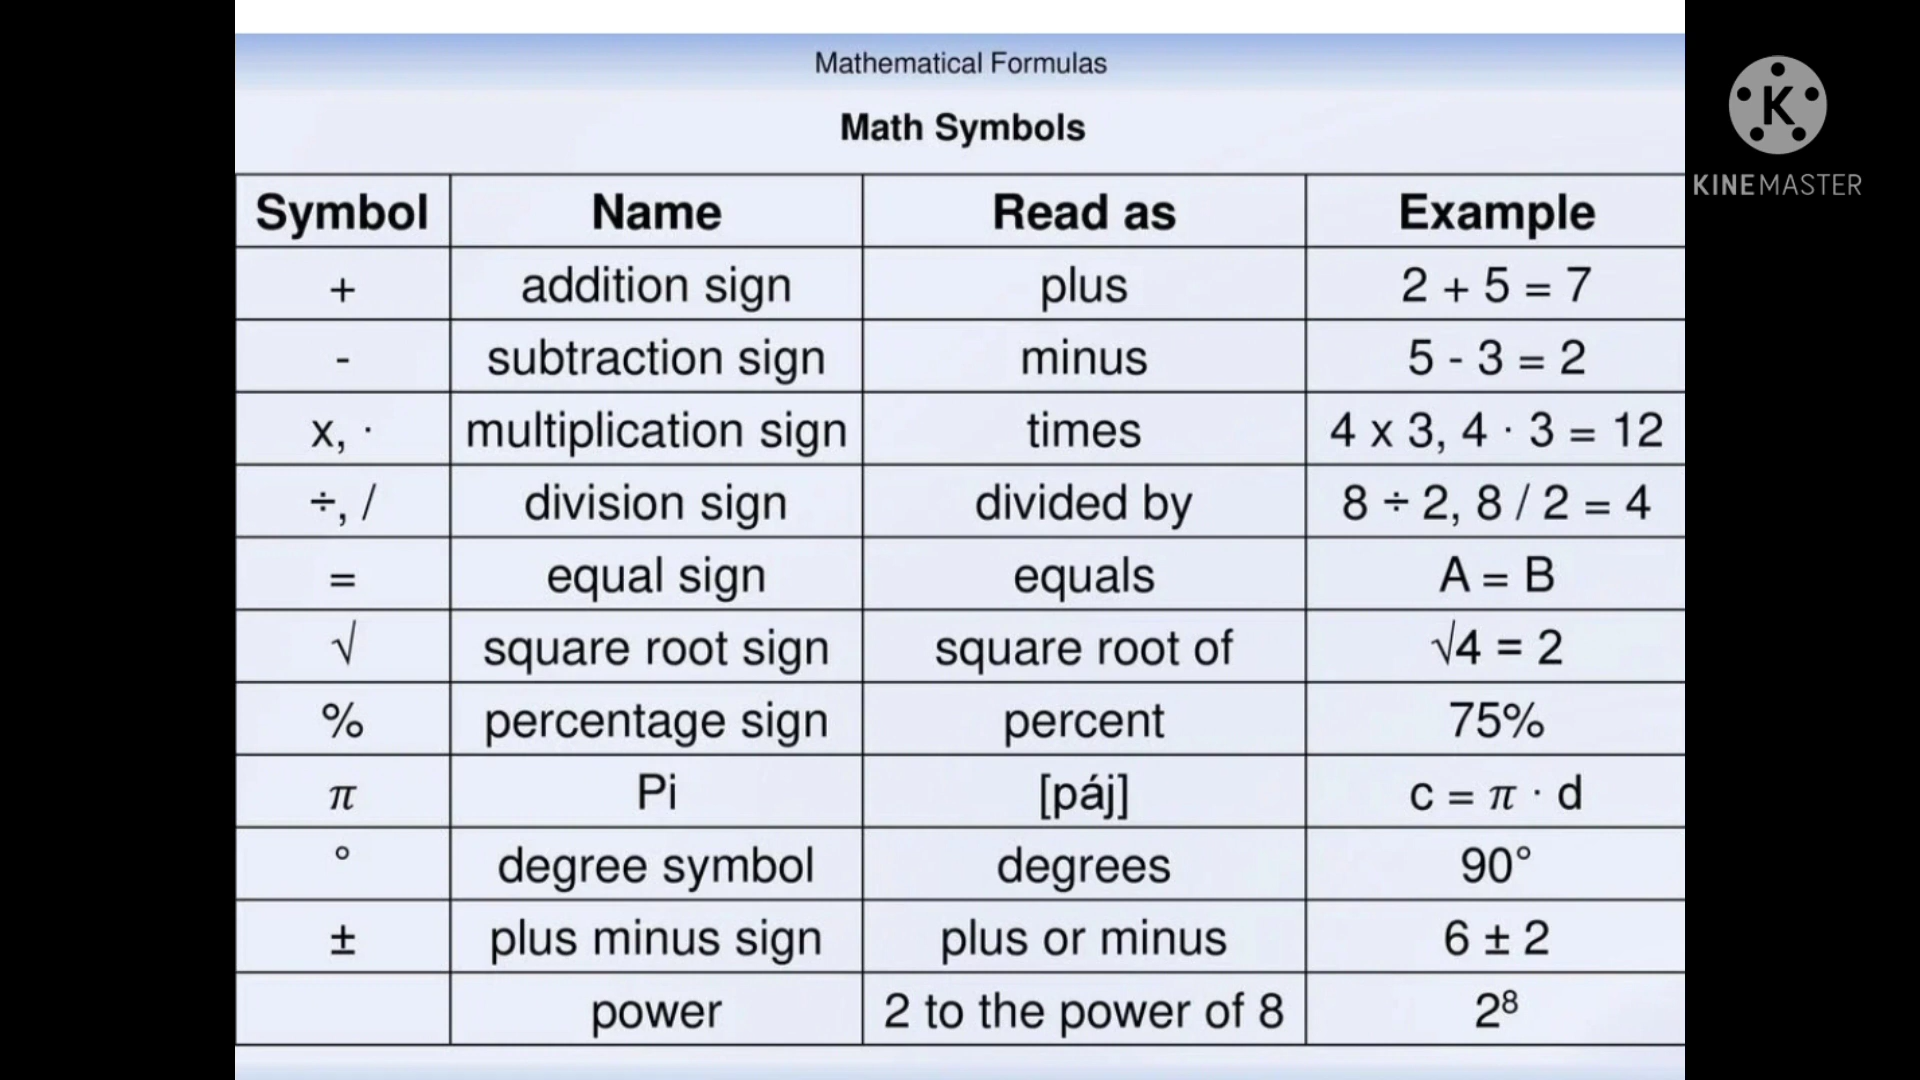 Mathematical Formulas
Math Symbols
Symbol Name Read as Example
+ addition sign plus 2 + 5 = 7
- subtraction sign minus 5 - 3 = 2
x, · multiplication sign times 4 x 3, 4 · 3 = 12
÷, / division sign divided by 8 ÷ 2, 8 / 2 = 4
= equal sign equals A = B
√ square root sign square root of √4 = 2
% percentage sign percent 75%
π Pi [páj] c = π · d
° degree symbol degrees 90°
± plus minus sign plus or minus 6 ± 2
power 2 to the power of 8 2⁸
K
KINEMASTER